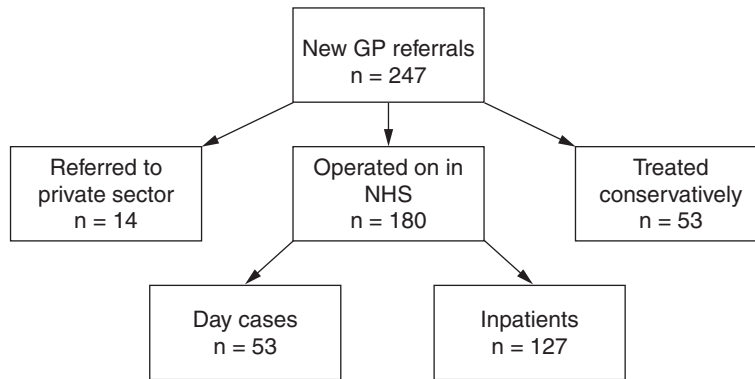 New GP referrals
n = 247
Referred to
private sector
n = 14
Operated on in
NHS
n = 180
Treated
conservatively
n = 53
Day cases
n = 53
Inpatients
n = 127